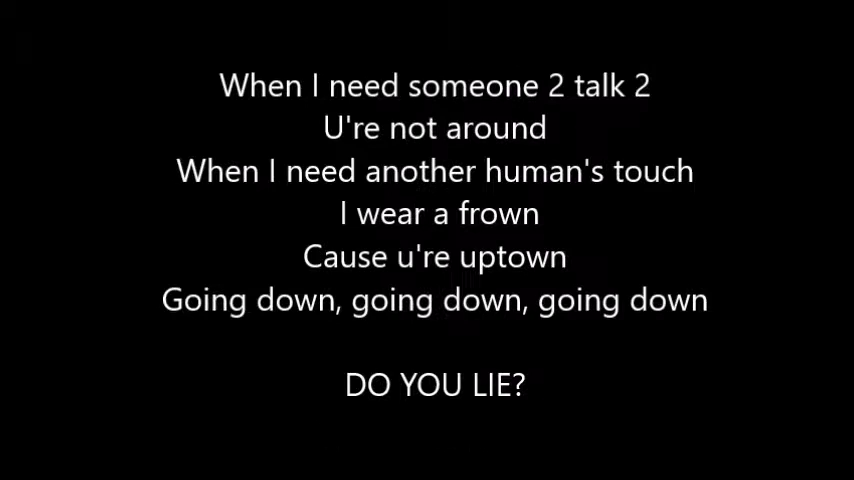 When I need someone 2 talk 2
U're not around
When I need another human's touch
I wear a frown
Cause u're uptown
Going down, going down, going down
DO YOU LIE?